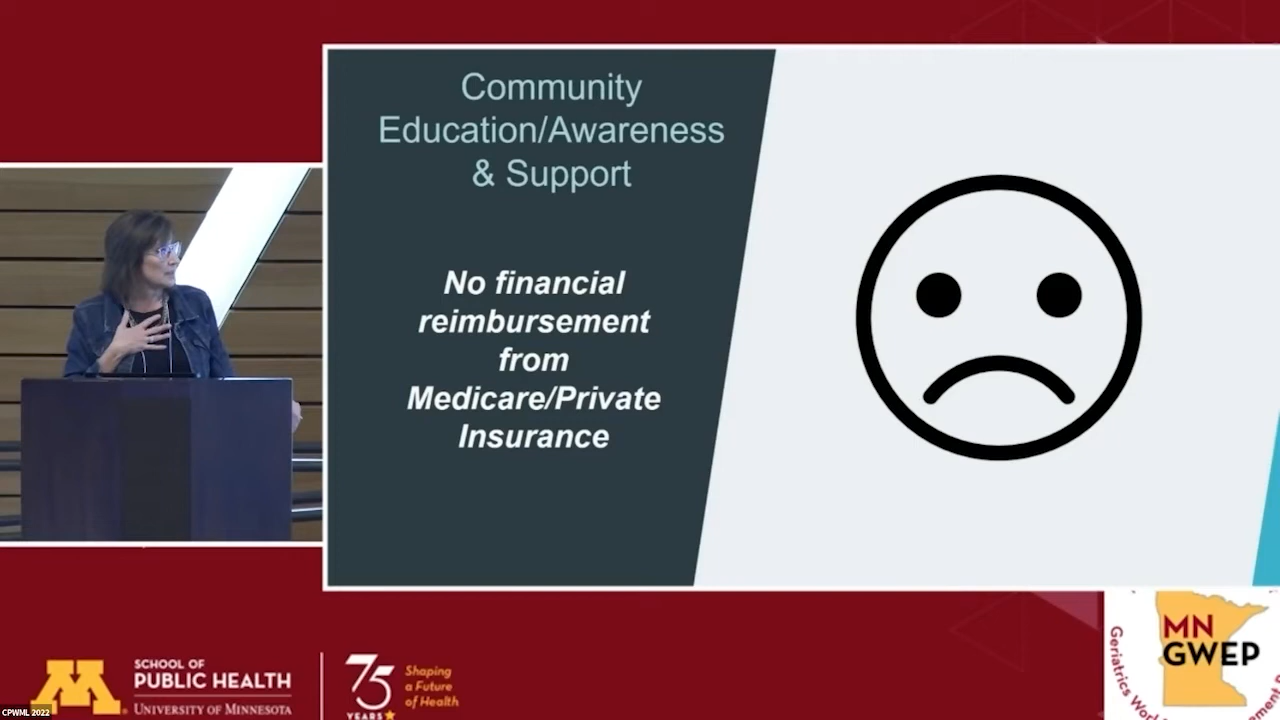 Community
Education/Awareness
& Support
No financial
reimbursement
from
Medicare/Private
Insurance
SCHOOL OF
PUBLIC HEALTH
UNIVERSITY OF MINNESOTA
75
YEARS
Shaping
a Future
of Health
MN
GWEP
Geriatrics
CPWML 2022